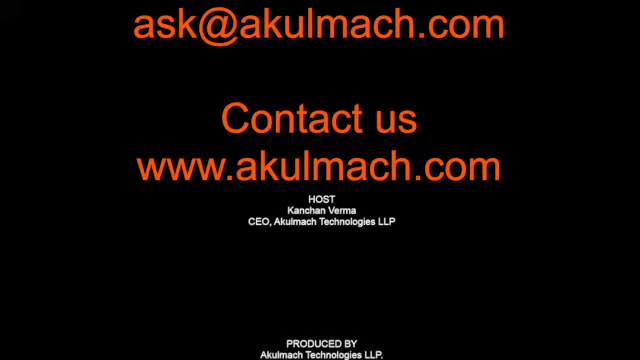 ask@akulmach.com
Contact us
www.akulmach.com
HOST
Kanchan Verma
CEO, Akulmach Technologies LLP
PRODUCED BY
Akulmach Technologies LLP.